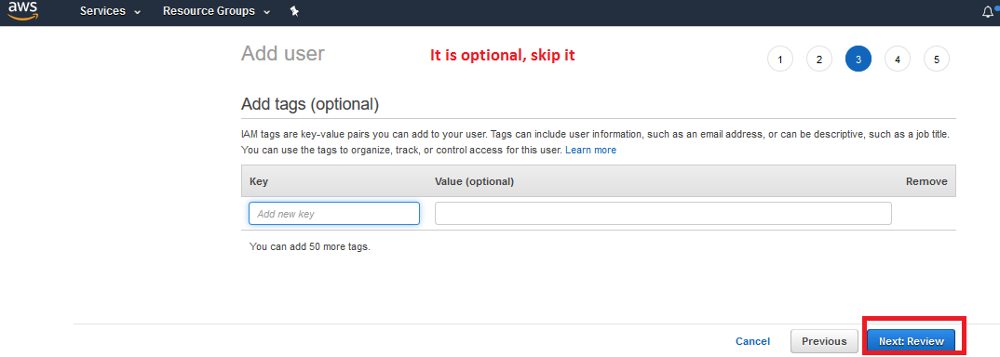 aws Services Resource Groups
Add user It is optional, skip it 1 2 3 4 5
Add tags (optional)
IAM tags are key-value pairs you can add to your user. Tags can include user information, such as an email address, or can be descriptive, such as a job title.
You can use the tags to organize, track, or control access for this user. Learn more
Key Value (optional) Remove
Add new key
You can add 50 more tags.
Cancel Previous Next: Review